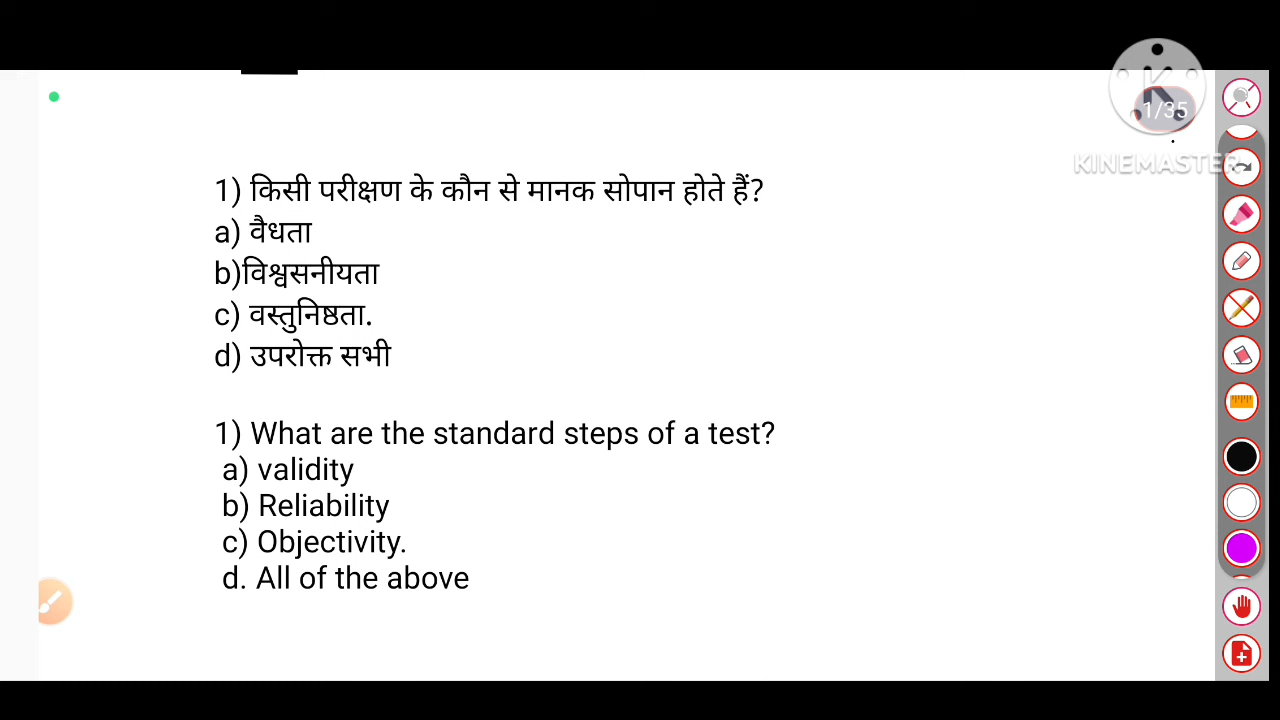 1/35
KINEMASTER
1) किसी परीक्षण के कौन से मानक सोपान होते हैं?
a) वैधता
b)विश्वसनीयता
c) वस्तुनिष्ठता.
d) उपरोक्त सभी
1) What are the standard steps of a test?
a) validity
b) Reliability
c) Objectivity.
d. All of the above